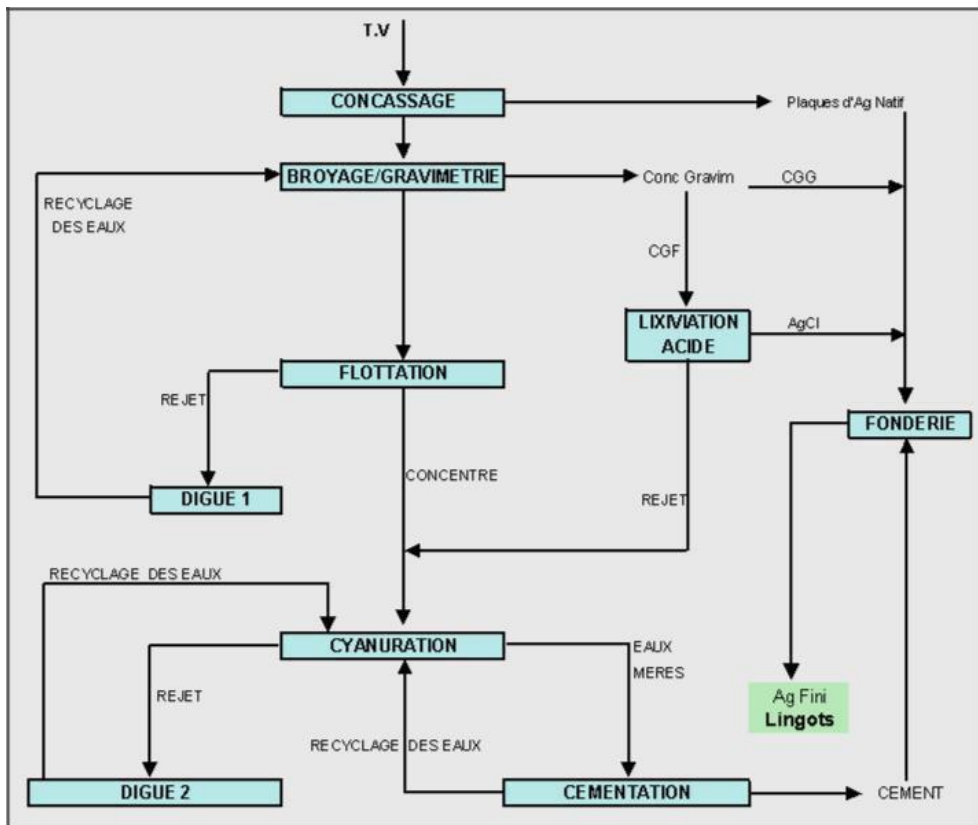 T.V
CONCASSAGE
Plaques d'Ag Natif
BROYAGE/GRAVIMETRIE
Conc Gravim
CGG
RECYCLAGE
DES EAUX
CGF
LIXIVIATION
ACIDE
AgCl
FLOTTATION
REJET
FONDERIE
CONCENTRE
DIGUE 1
REJET
RECYCLAGE DES EAUX
CYANURATION
EAUX
MERES
REJET
Ag Fini
Lingots
RECYCLAGE DES EAUX
DIGUE 2
CEMENTATION
CEMENT